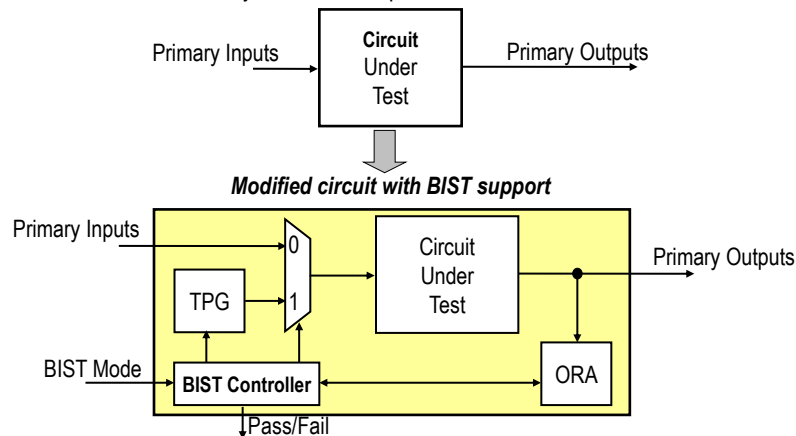 Primary Inputs
Circuit
Under
Test
Primary Outputs
Modified circuit with BIST support
Primary Inputs
0
1
TPG
Circuit
Under
Test
Primary Outputs
BIST Mode
BIST Controller
ORA
Pass/Fail